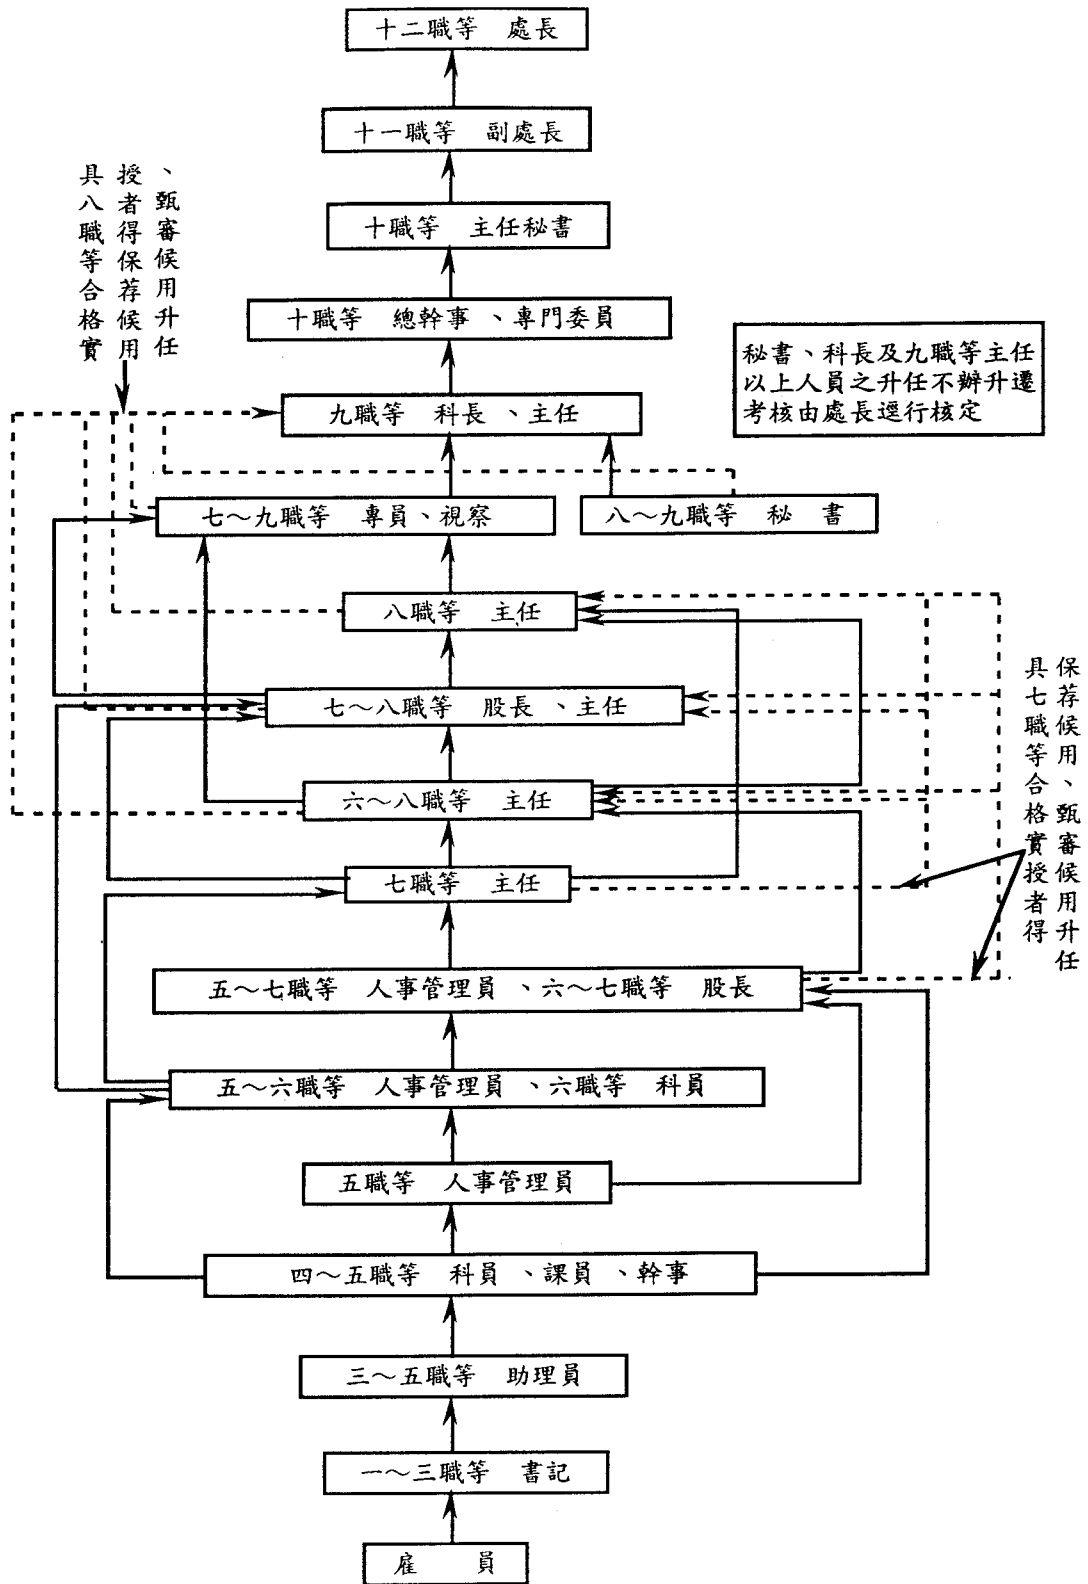 十二職等 處長
十一職等 副處長
具八職等合格實
授者得保荐候用
、甄審候用升任
十職等 主任秘書
十職等 總幹事、專門委員
秘書、科長及九職等主任
以上人員之升任不辦升遷
考核由處長逕行核定
九職等 科長、主任
七～九職等 專員、視察
八～九職等 秘 書
八職等 主任
七～八職等 股長、主任
六～八職等 主任
具七職等合格實授者得
保荐候用、甄審候用升任
七職等 主任
五～七職等 人事管理員、六～七職等 股長
五～六職等 人事管理員、六職等 科員
五職等 人事管理員
四～五職等 科員、課員、幹事
三～五職等 助理員
一～三職等 書記
雇 員